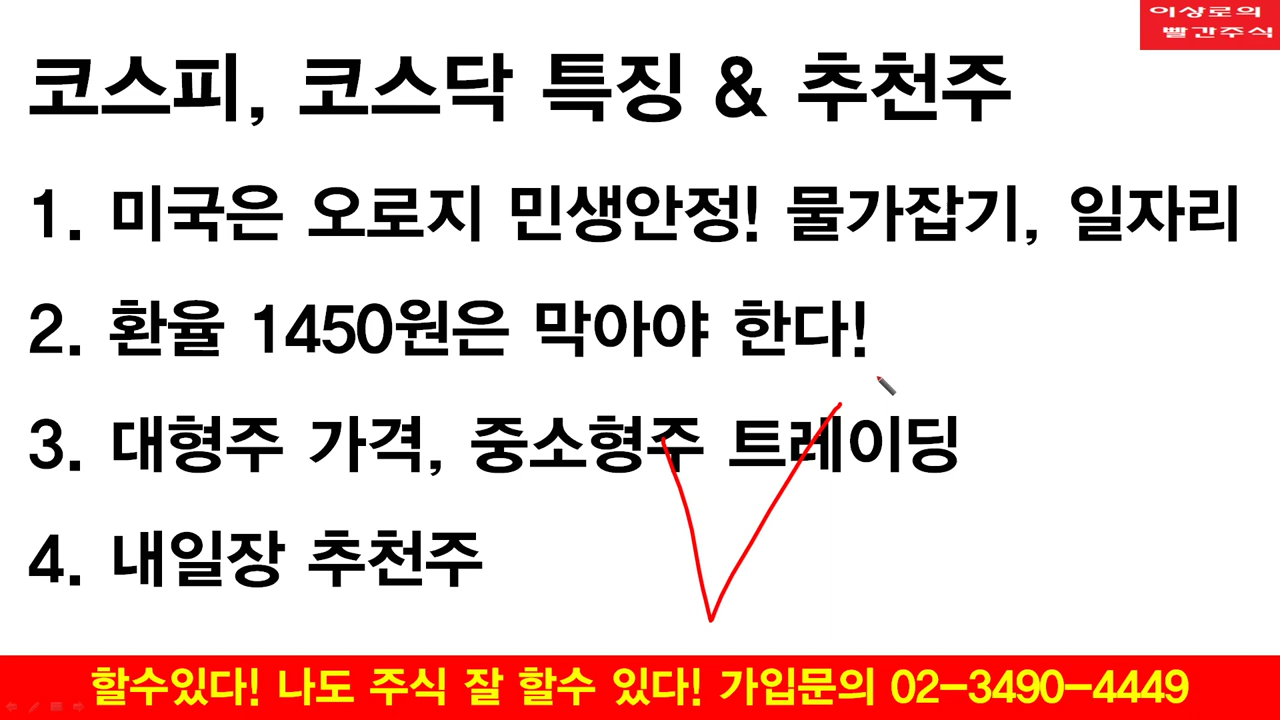 이상로의
빨간주식
코스피, 코스닥 특징 & 추천주
1. 미국은 오로지 민생안정! 물가잡기, 일자리
2. 환율 1450원은 막아야 한다!
3. 대형주 가격, 중소형주 트레이딩
4. 내일장 추천주
할수있다! 나도 주식 잘 할수 있다! 가입문의 02-3490-4449